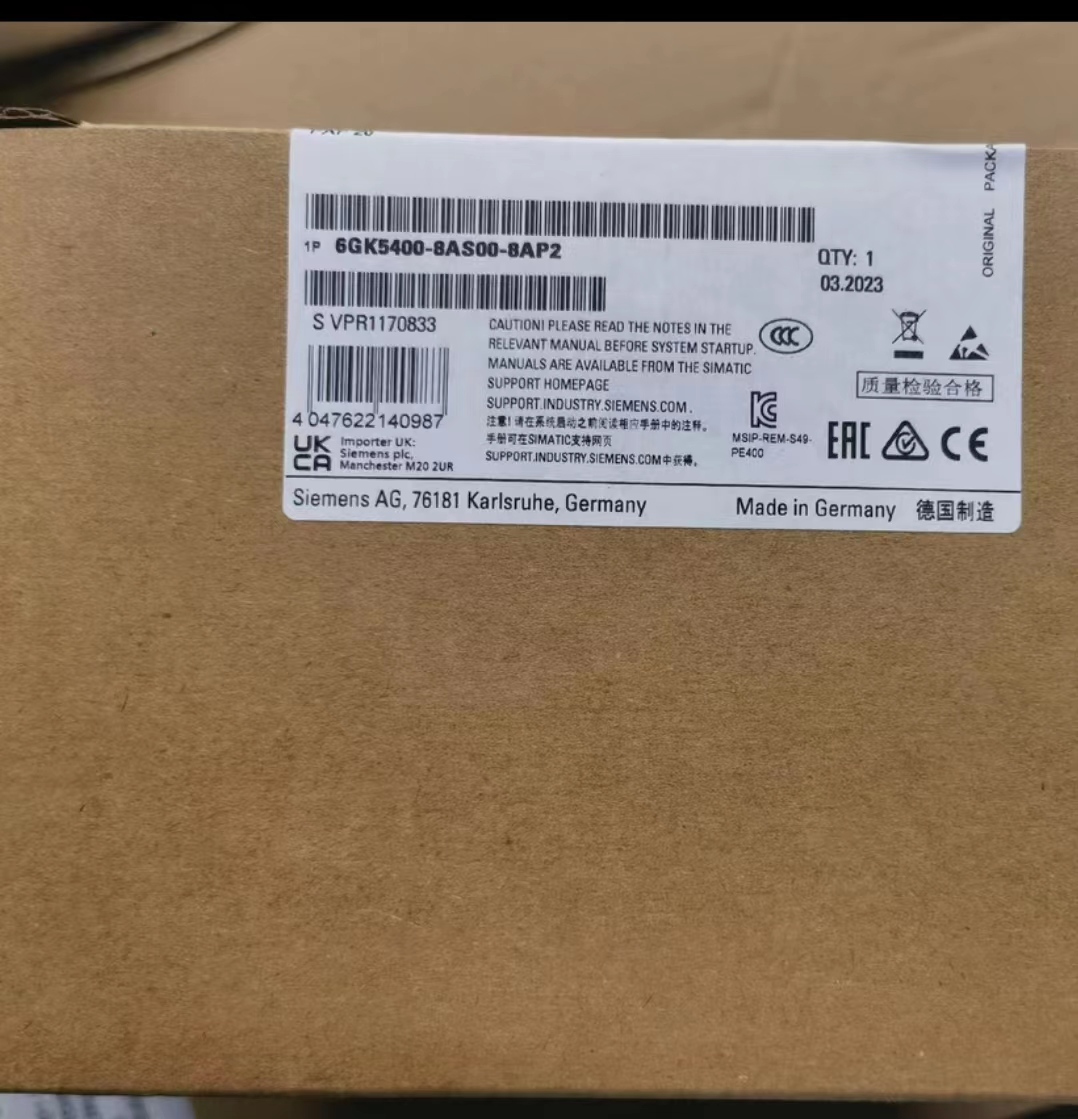 PAP 20
ORIGINAL PACKA
1P 6GK5400-8AS00-8AP2
QTY: 1
03.2023
S VPR1170833
CAUTION! PLEASE READ THE NOTES IN THE
RELEVANT MANUAL BEFORE SYSTEM STARTUP.
MANUALS ARE AVAILABLE FROM THE SIMATIC
SUPPORT HOMEPAGE
SUPPORT.INDUSTRY.SIEMENS.COM.
注意!请在系统启动之前阅读相应手册中的注释。
手册可在SIMATIC支持网页
SUPPORT.INDUSTRY.SIEMENS.COM中获得。
CCC
质量检验合格
4 047622 140987
UK
CA
Importer UK:
Siemens plc,
Manchester M20 2UR
MSIP-REM-S49-
PE400
EAC
CE
Siemens AG, 76181 Karlsruhe, Germany
Made in Germany 德国制造